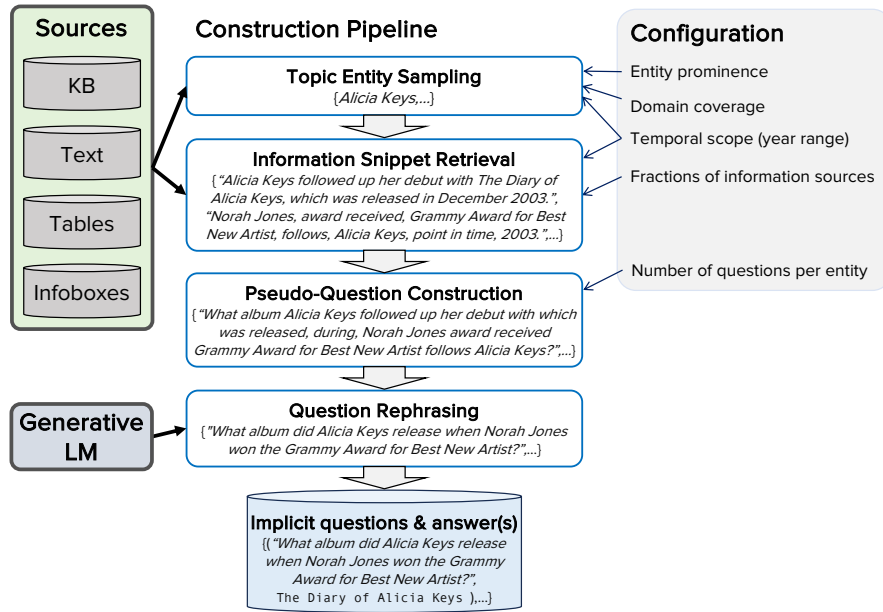 Sources
KB
Text
Tables
Infoboxes
Construction Pipeline
Topic Entity Sampling
{Alicia Keys,...}
Information Snippet Retrieval
{“Alicia Keys followed up her debut with The Diary of
Alicia Keys, which was released in December 2003.”,
“Norah Jones, award received, Grammy Award for Best
New Artist, follows, Alicia Keys, point in time, 2003.”,...}
Pseudo-Question Construction
{“What album Alicia Keys followed up her debut with which
was released, during, Norah Jones award received
Grammy Award for Best New Artist follows Alicia Keys?”,...}
Generative
LM
Question Rephrasing
{"What album did Alicia Keys release when Norah Jones
won the Grammy Award for Best New Artist?”,...}
Implicit questions & answer(s)
{(“What album did Alicia Keys release
when Norah Jones won the Grammy
Award for Best New Artist?”,
The Diary of Alicia Keys ),...}
Configuration
Entity prominence
Domain coverage
Temporal scope (year range)
Fractions of information sources
Number of questions per entity